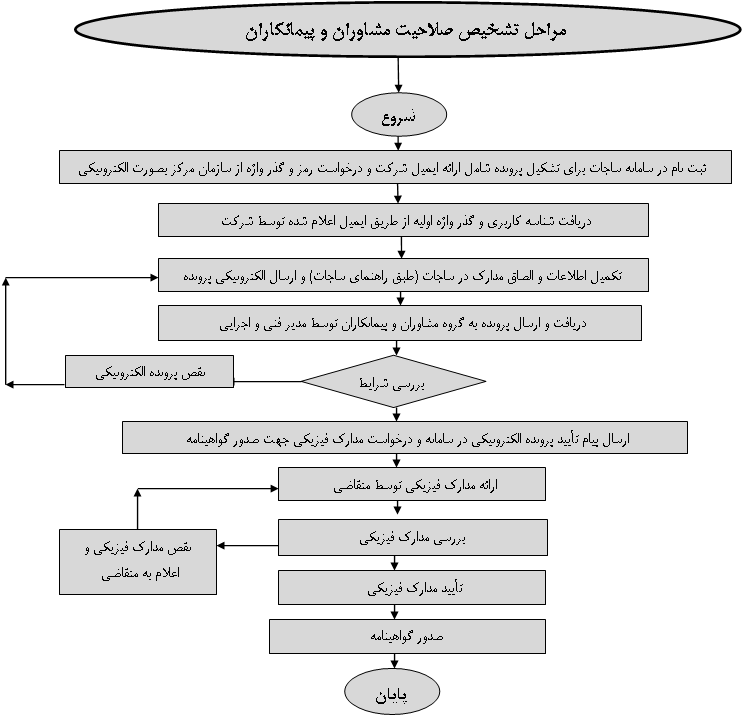 مراحل تشخیص صلاحیت مشاوران و پیمانکاران
شروع
ثبت نام در سامانه ساجات برای تشکیل پرونده شامل ارائه ایمیل شرکت و درخواست رمز و گذر واژه از سازمان مرکز بصورت الکترونیکی
دریافت شناسه کاربری و گذر واژه اولیه از طریق ایمیل اعلام شده توسط شرکت
تکمیل اطلاعات و الصاق مدارک در ساجات (طبق راهنمای ساجات) و ارسال الکترونیکی پرونده
دریافت و ارسال پرونده به گروه مشاوران و پیمانکاران توسط مدیر فنی و اجرایی
بررسی شرایط
نقص پرونده الکترونیکی
ارسال پیام تأیید پرونده الکترونیکی در سامانه و درخواست مدارک فیزیکی جهت صدور گواهینامه
ارائه مدارک فیزیکی توسط متقاضی
بررسی مدارک فیزیکی
نقص مدارک فیزیکی و
اعلام به متقاضی
تأیید مدارک فیزیکی
صدور گواهینامه
پایان